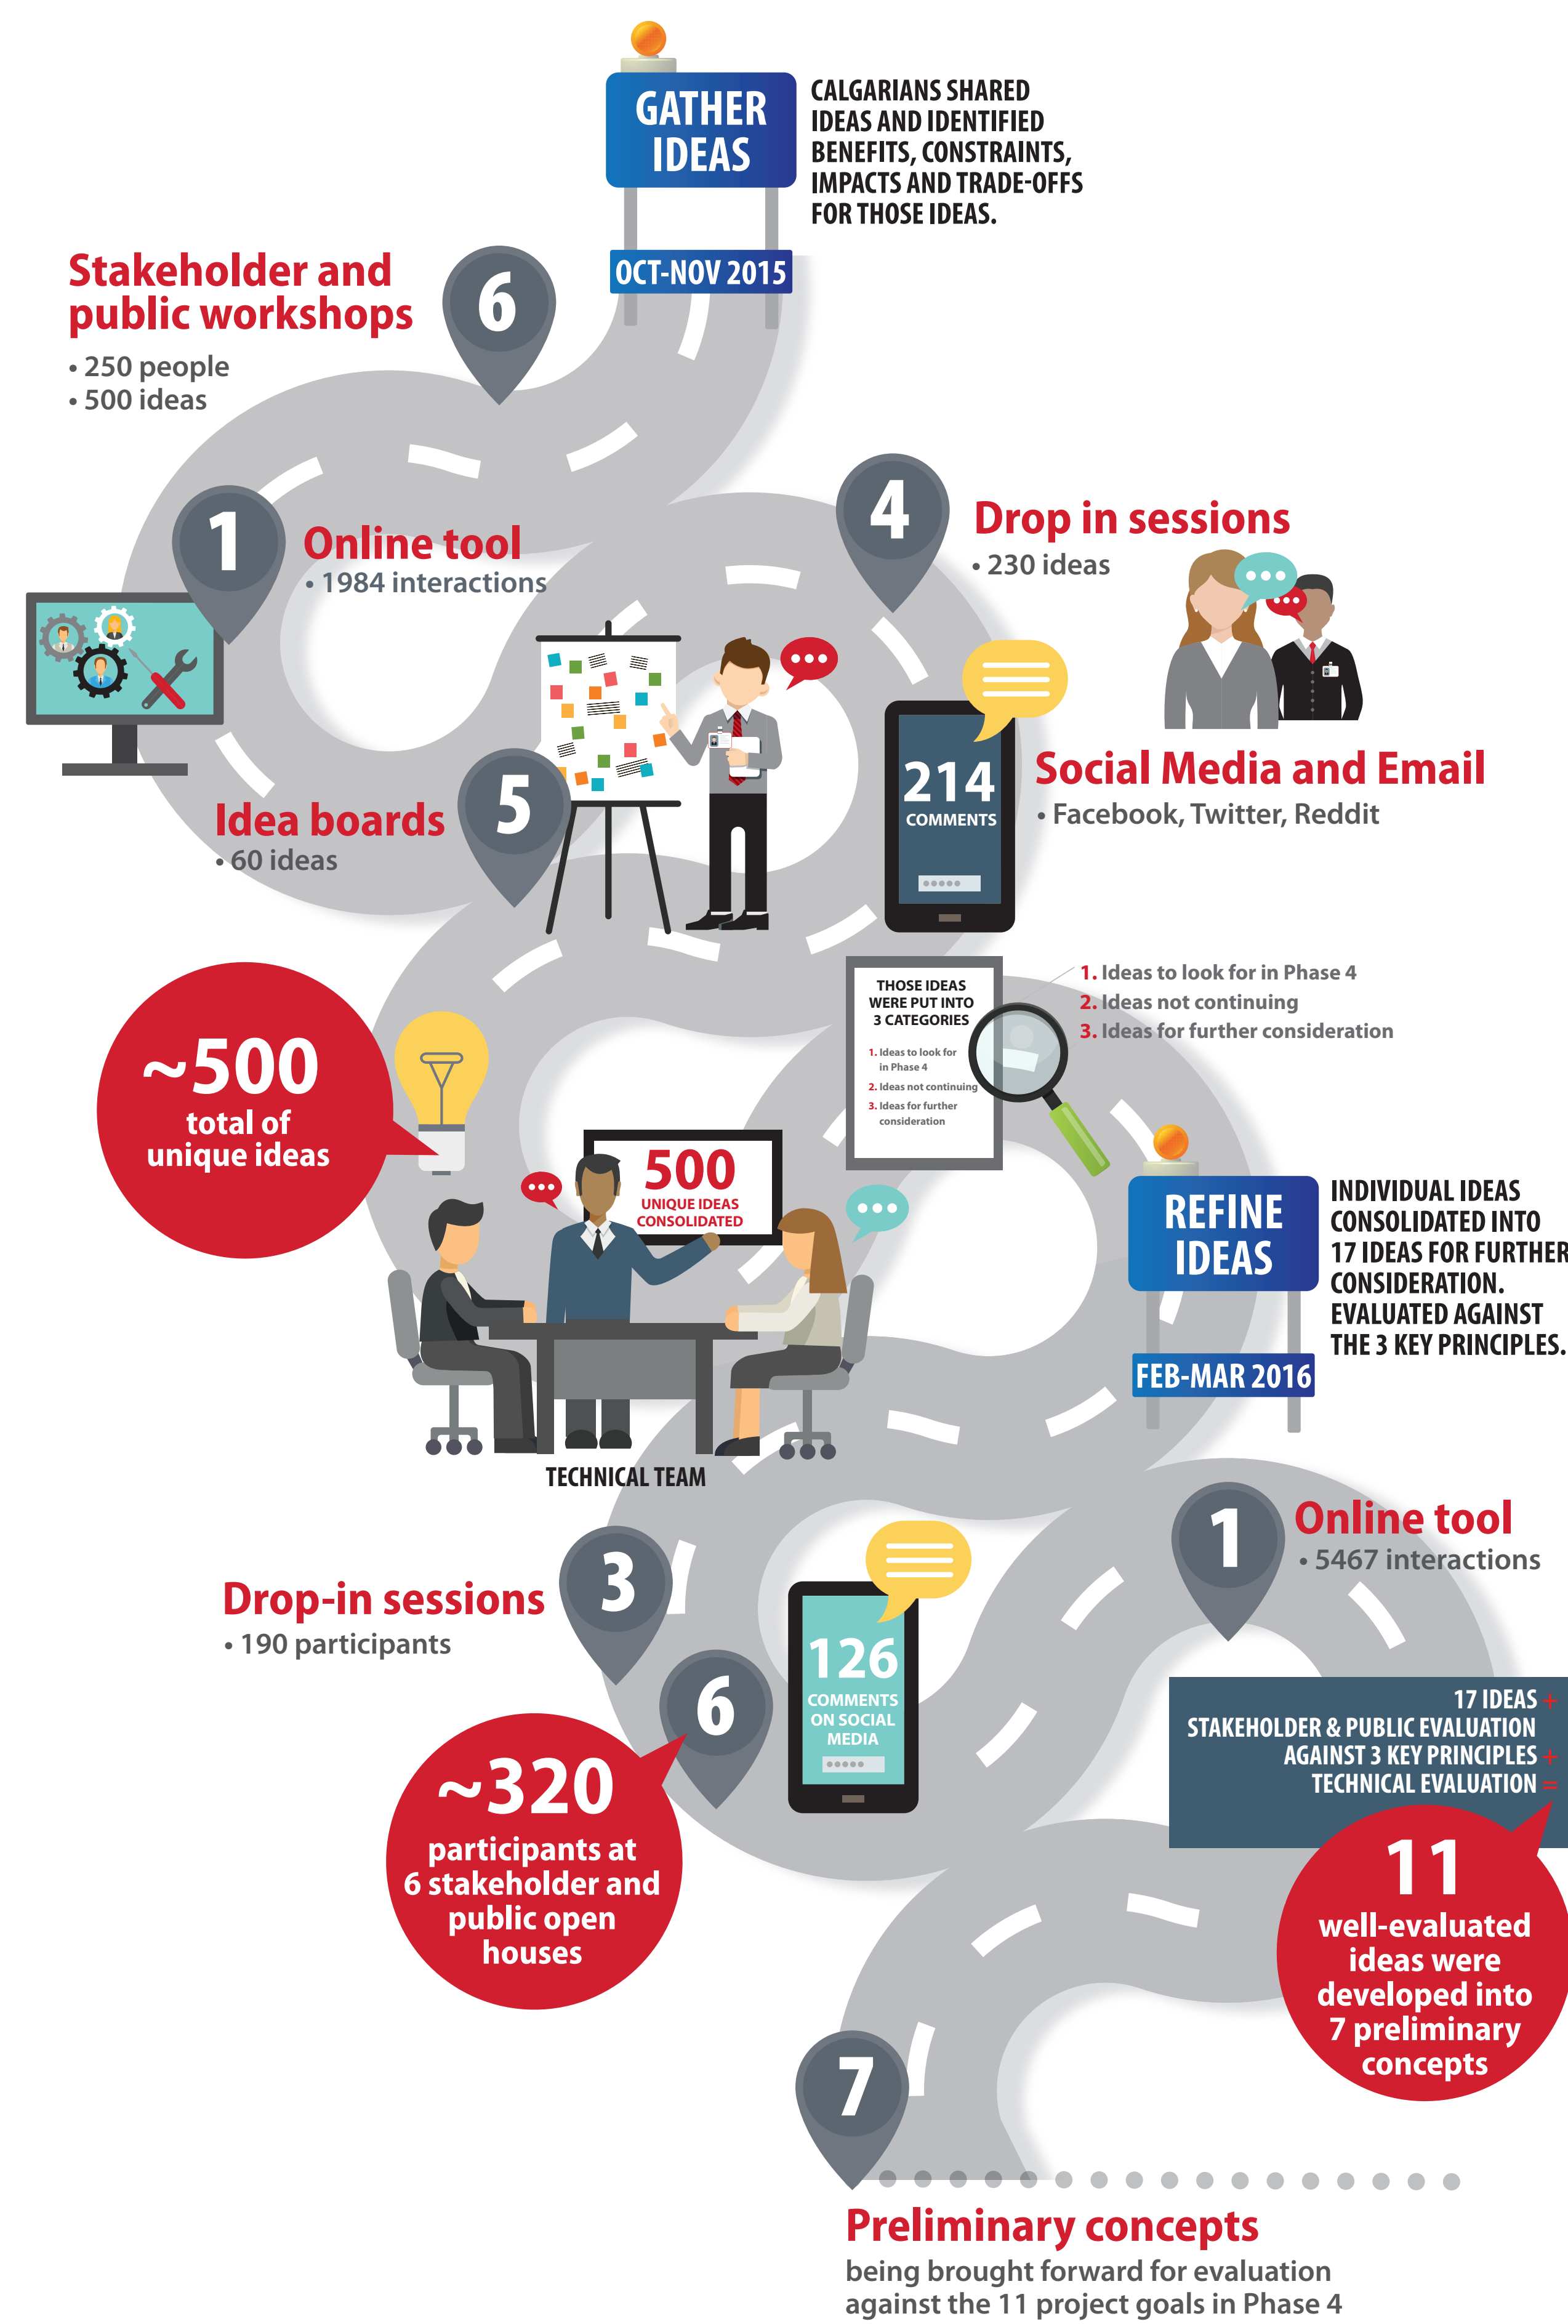 GATHER
IDEAS
CALGARIANS SHARED
IDEAS AND IDENTIFIED
BENEFITS, CONSTRAINTS,
IMPACTS AND TRADE-OFFS
FOR THOSE IDEAS.
OCT-NOV 2015
Stakeholder and
public workshops
• 250 people
• 500 ideas
6
1
Online tool
• 1984 interactions
4
Drop in sessions
• 230 ideas
214
COMMENTS
Social Media and Email
• Facebook, Twitter, Reddit
Idea boards
• 60 ideas
5
~500
total of
unique ideas
THOSE IDEAS
WERE PUT INTO
3 CATEGORIES
1. Ideas to look for
in Phase 4
2. Ideas not continuing
3. Ideas for further
consideration
1. Ideas to look for in Phase 4
2. Ideas not continuing
3. Ideas for further consideration
500
UNIQUE IDEAS
CONSOLIDATED
TECHNICAL TEAM
REFINE
IDEAS
INDIVIDUAL IDEAS
CONSOLIDATED INTO
17 IDEAS FOR FURTHER
CONSIDERATION.
EVALUATED AGAINST
THE 3 KEY PRINCIPLES.
FEB-MAR 2016
1
Online tool
• 5467 interactions
Drop-in sessions
• 190 participants
3
6
126
COMMENTS
ON SOCIAL
MEDIA
~320
participants at
6 stakeholder and
public open
houses
17 IDEAS +
STAKEHOLDER & PUBLIC EVALUATION
AGAINST 3 KEY PRINCIPLES +
TECHNICAL EVALUATION =
11
well-evaluated
ideas were
developed into
7 preliminary
concepts
7
Preliminary concepts
being brought forward for evaluation
against the 11 project goals in Phase 4